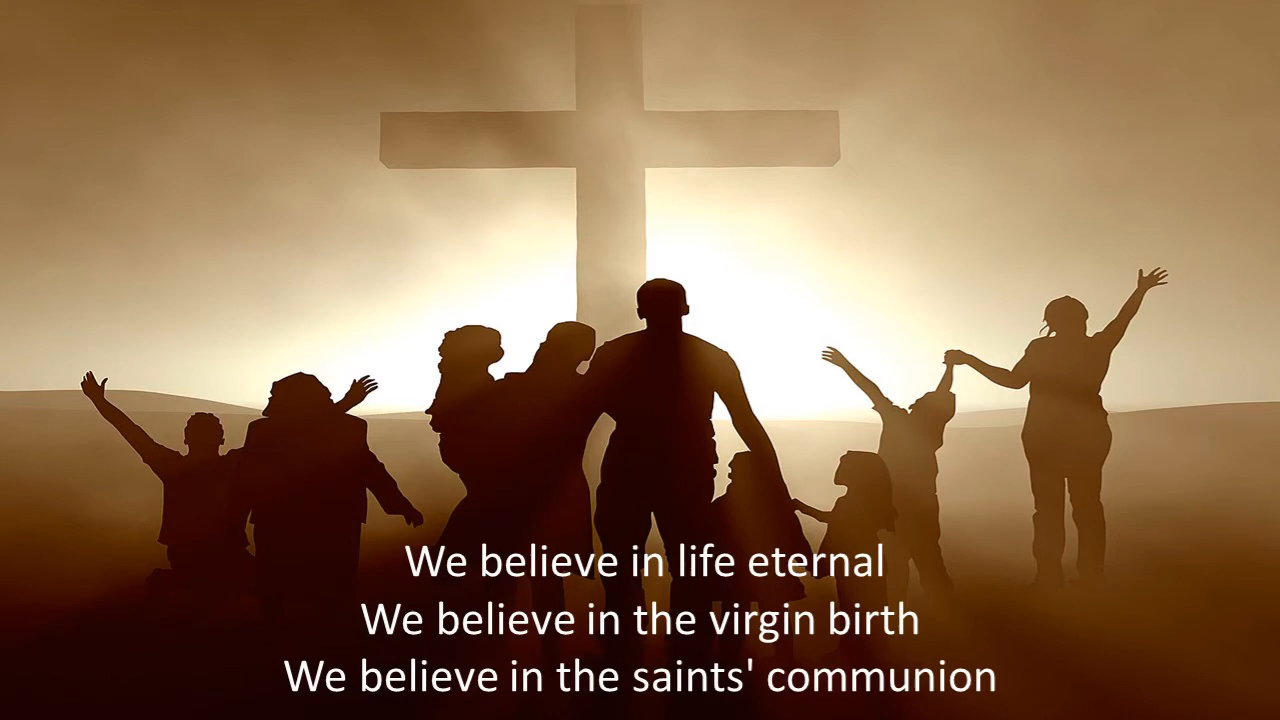 We believe in life eternal
We believe in the virgin birth
We believe in the saints' communion